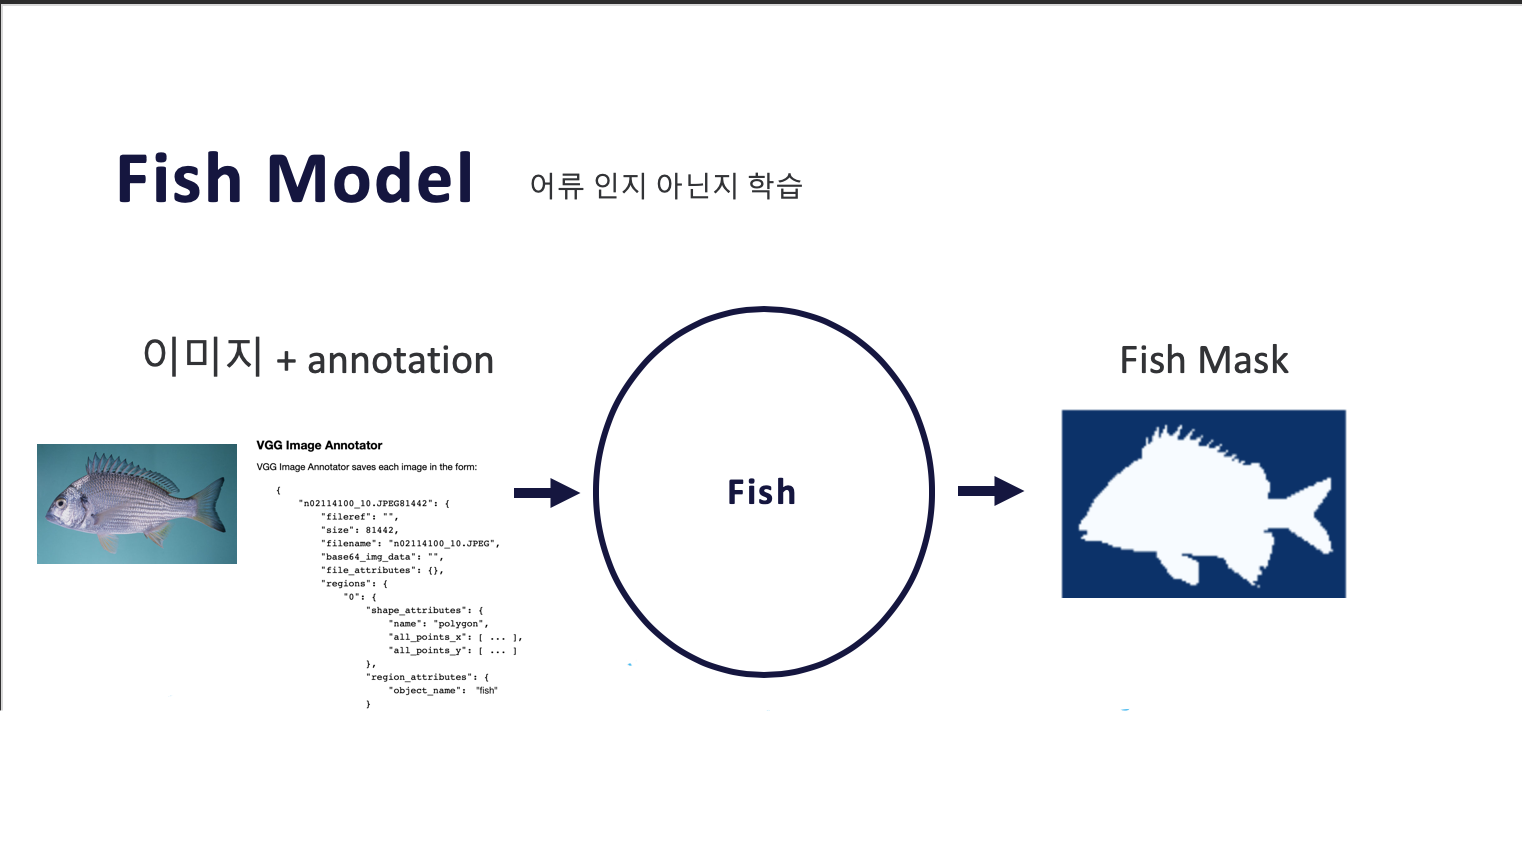 Fish Model 어류 인지 아닌지 학습
이미지 + annotation
VGG Image Annotator
VGG Image Annotator saves each image in the form:
{
"n02114100_10.JPEG81442": {
"fileref": "",
"size": 81442,
"filename": "n02114100_10.JPEG",
"base64_img_data": "",
"file_attributes": {},
"regions": {
"0": {
"shape_attributes": {
"name": "polygon",
"all_points_x": [ ... ],
"all_points_y": [ ... ]
},
"region_attributes": {
"object_name": "fish"
}
Fish
Fish Mask